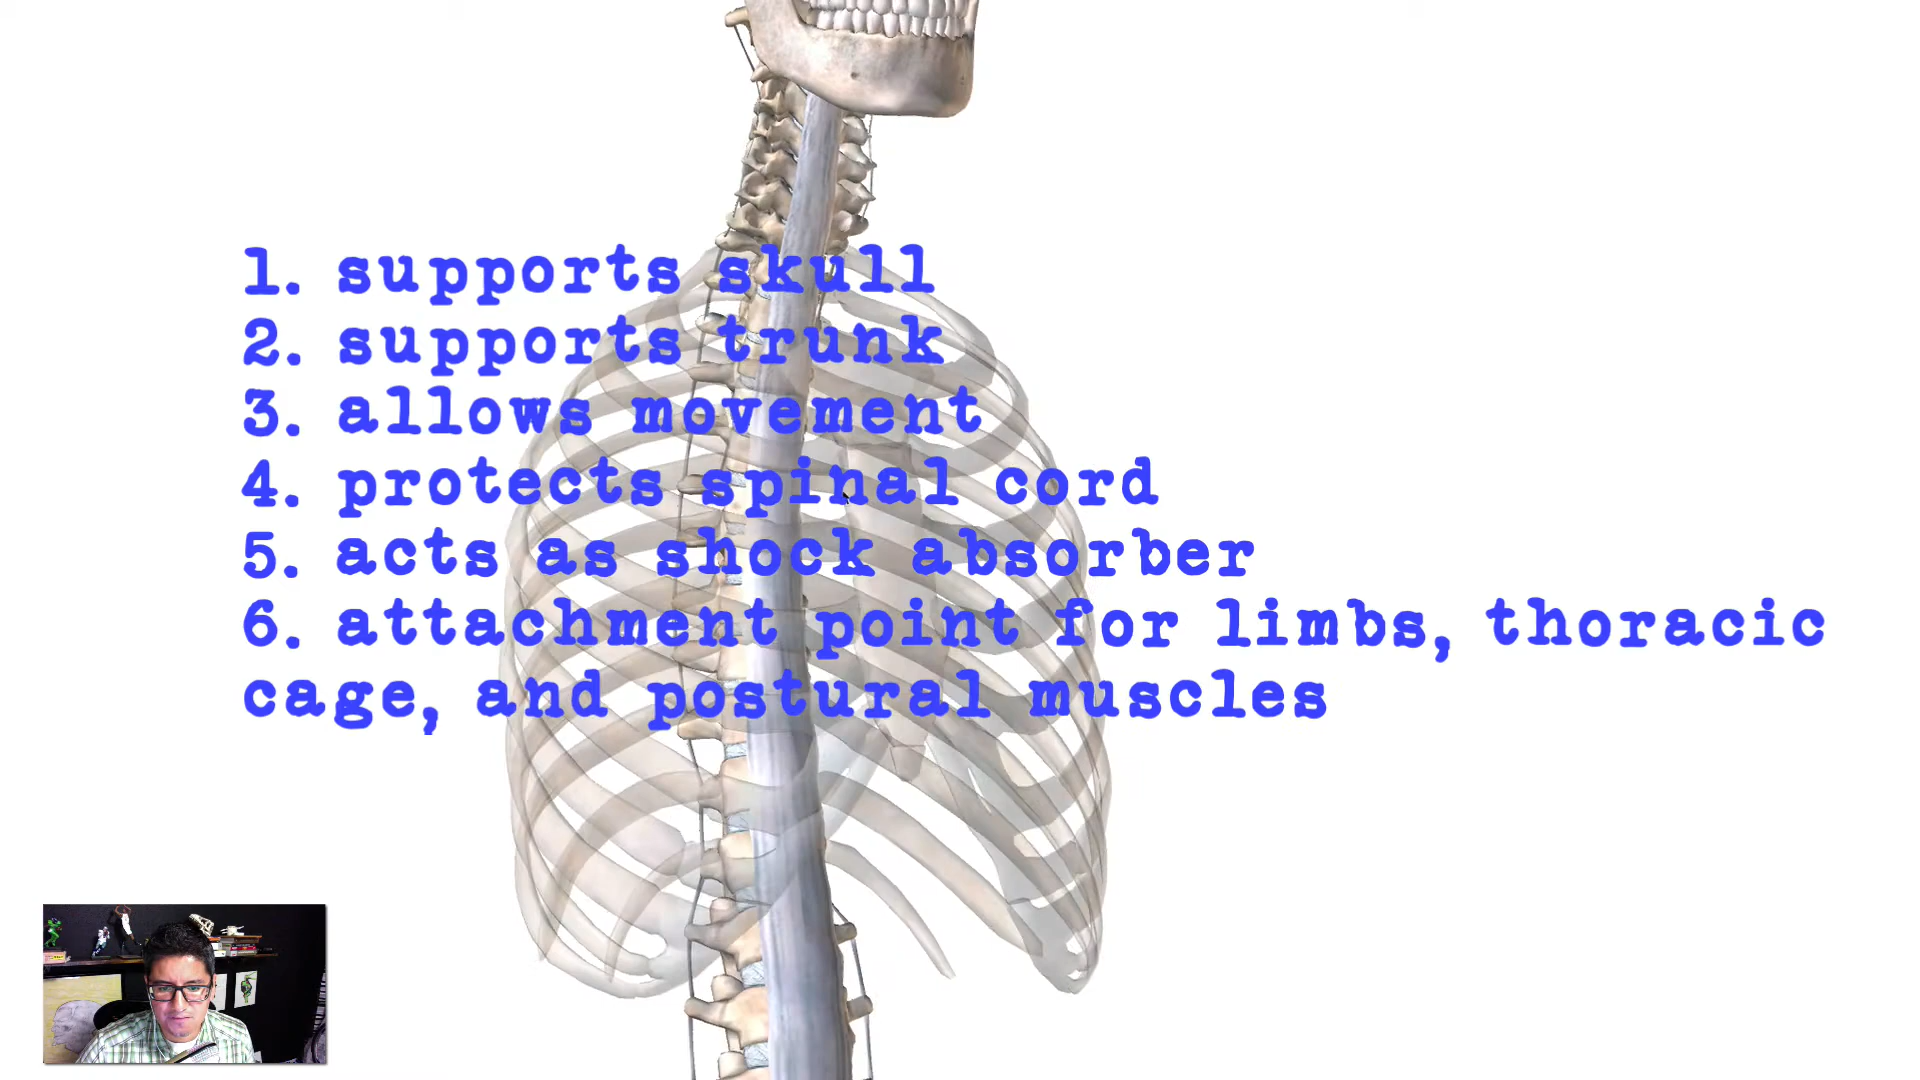 1. supports skull
2. supports trunk
3. allows movement
4. protects spinal cord
5. acts as shock absorber
6. attachment point for limbs, thoracic
cage, and postural muscles